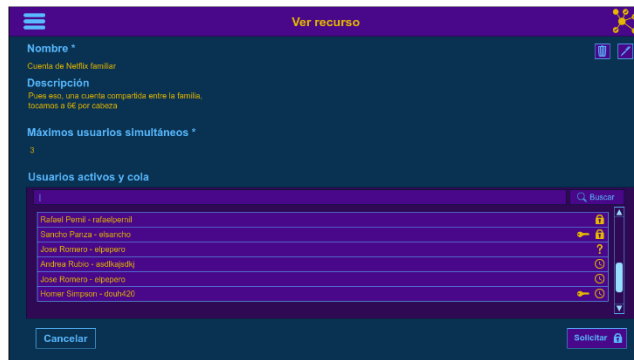 Ver recurso
Nombre *
Cuenta de Netflix familiar
Descripción
Pues eso, una cuenta compartida entre la familia,
tocamos a 6€ por cabeza
Máximos usuarios simultáneos *
3
Usuarios activos y cola
Buscar
Rafael Pernil - rafaelpernil
Sancho Panza - elsancho
Jose Romero - elpepero
?
Andrea Rubio - asdlkajsdkj
Jose Romero - elpepero
Homer Simpson - douh420
Cancelar
Solicitar